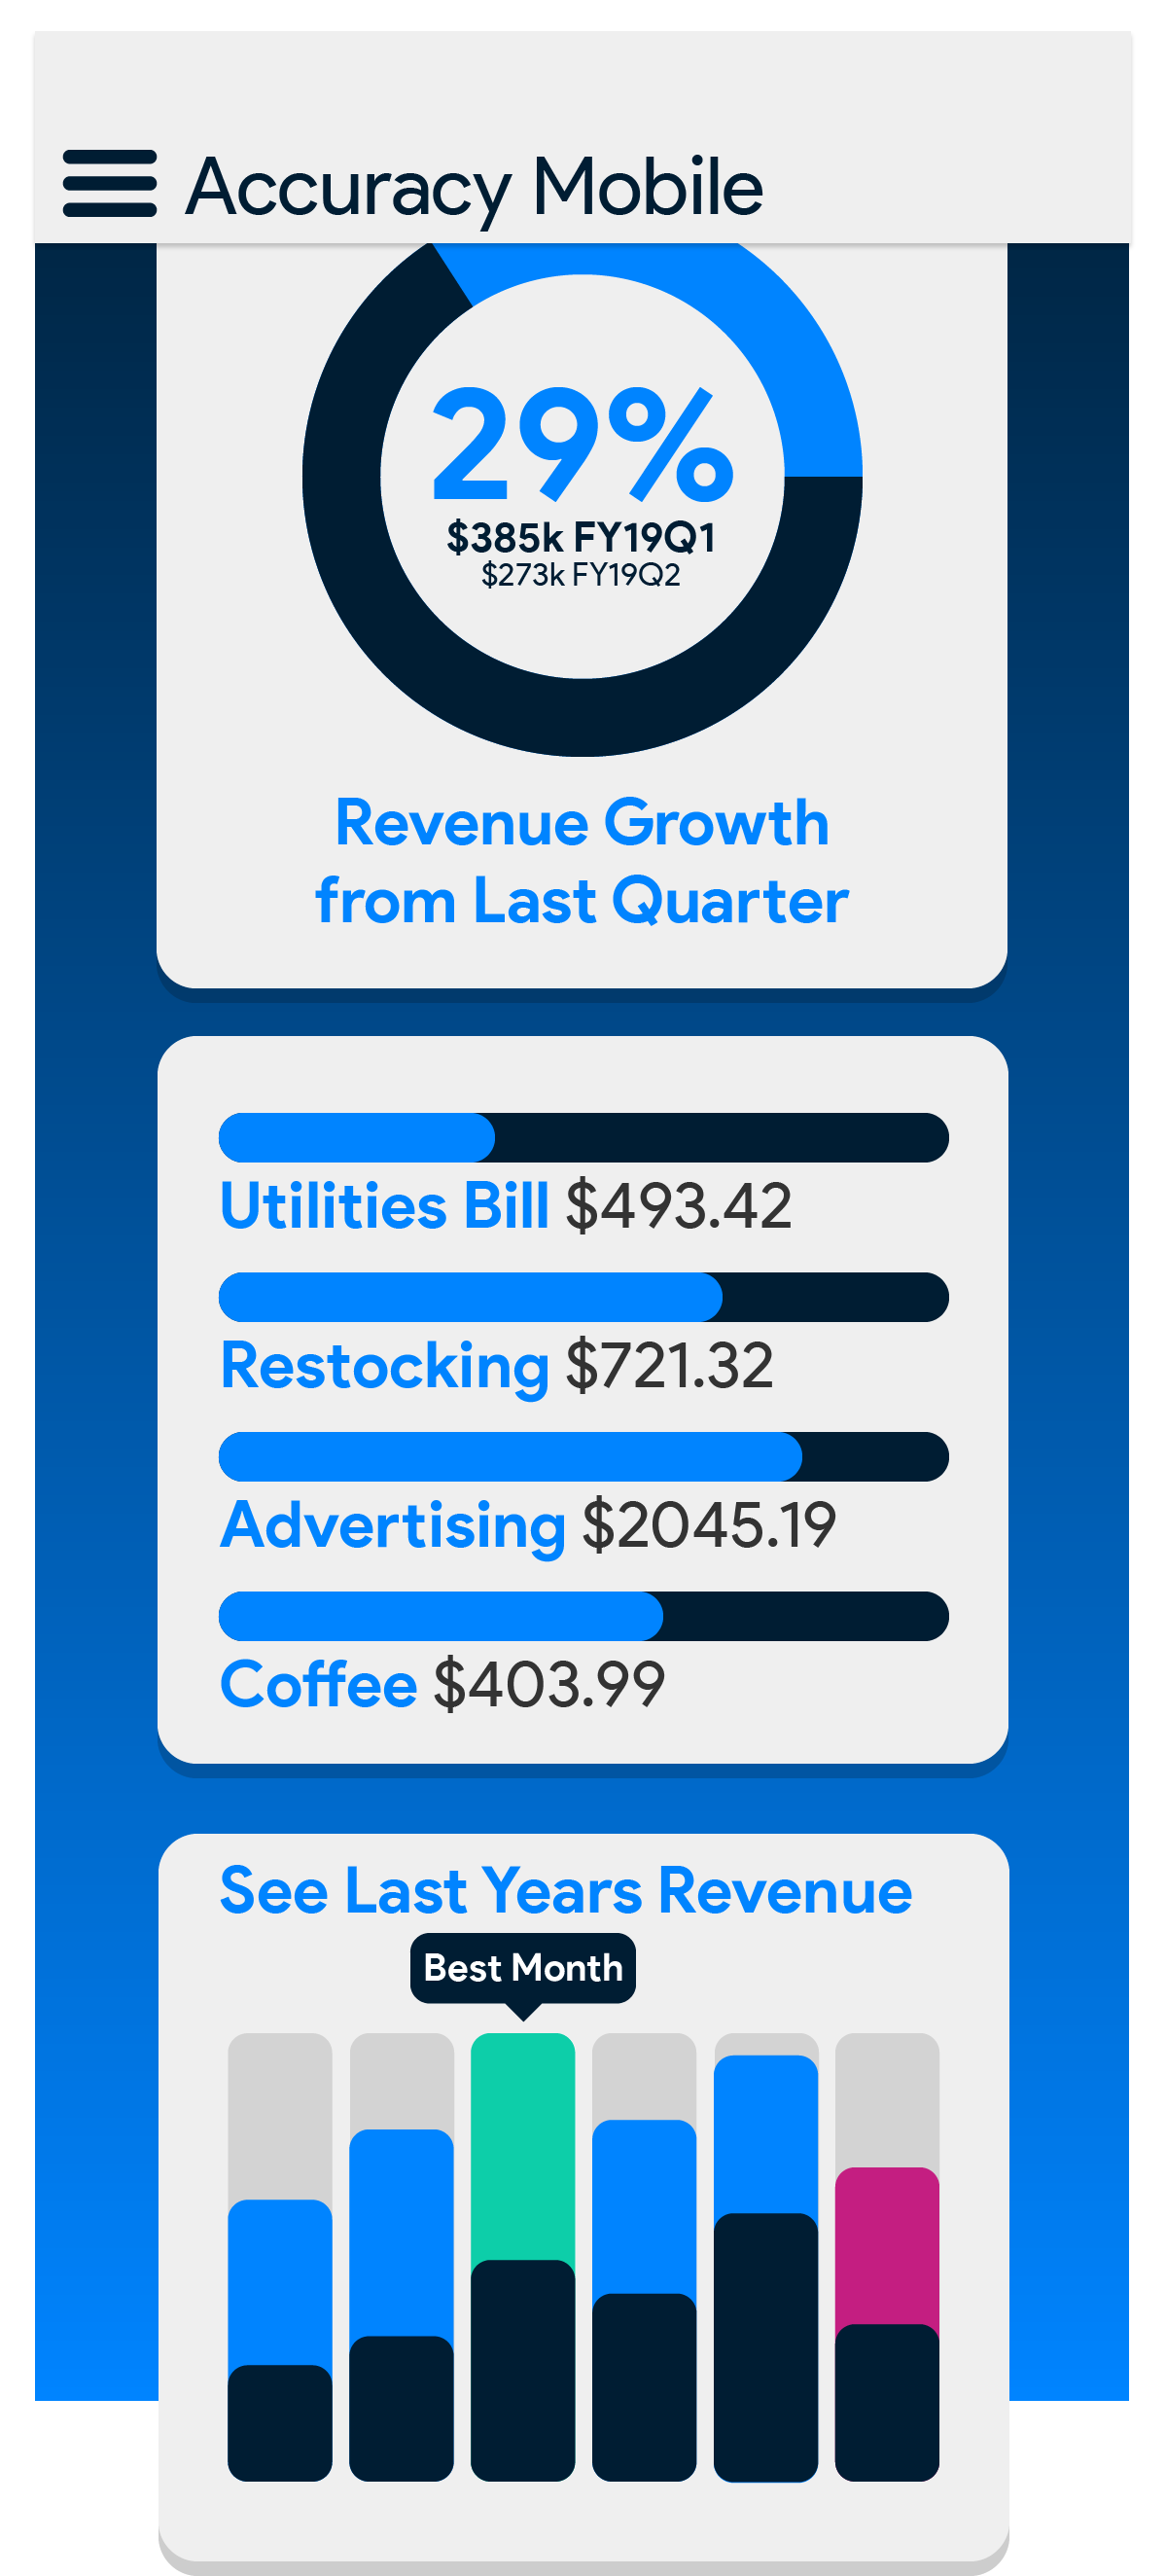 Accuracy Mobile
29%
$385k FY19Q1
$273k FY19Q2
Revenue Growth
from Last Quarter
Utilities Bill $493.42
Restocking $721.32
Advertising $2045.19
Coffee $403.99
See Last Years Revenue
Best Month